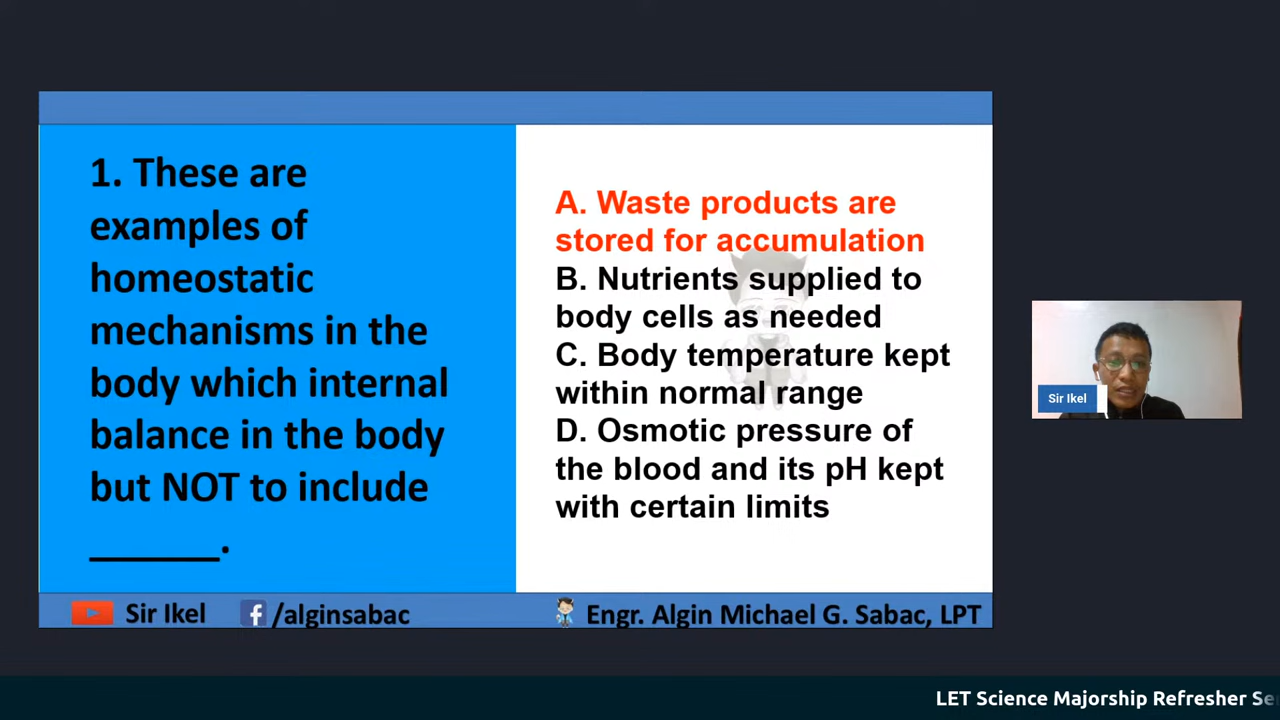 1. These are
examples of
homeostatic
mechanisms in the
body which internal
balance in the body
but NOT to include
______.
A. Waste products are
stored for accumulation
B. Nutrients supplied to
body cells as needed
C. Body temperature kept
within normal range
D. Osmotic pressure of
the blood and its pH kept
with certain limits
Sir Ikel
Sir Ikel
/alginsabac
Engr. Algin Michael G. Sabac, LPT
LET Science Majorship Refresher Se